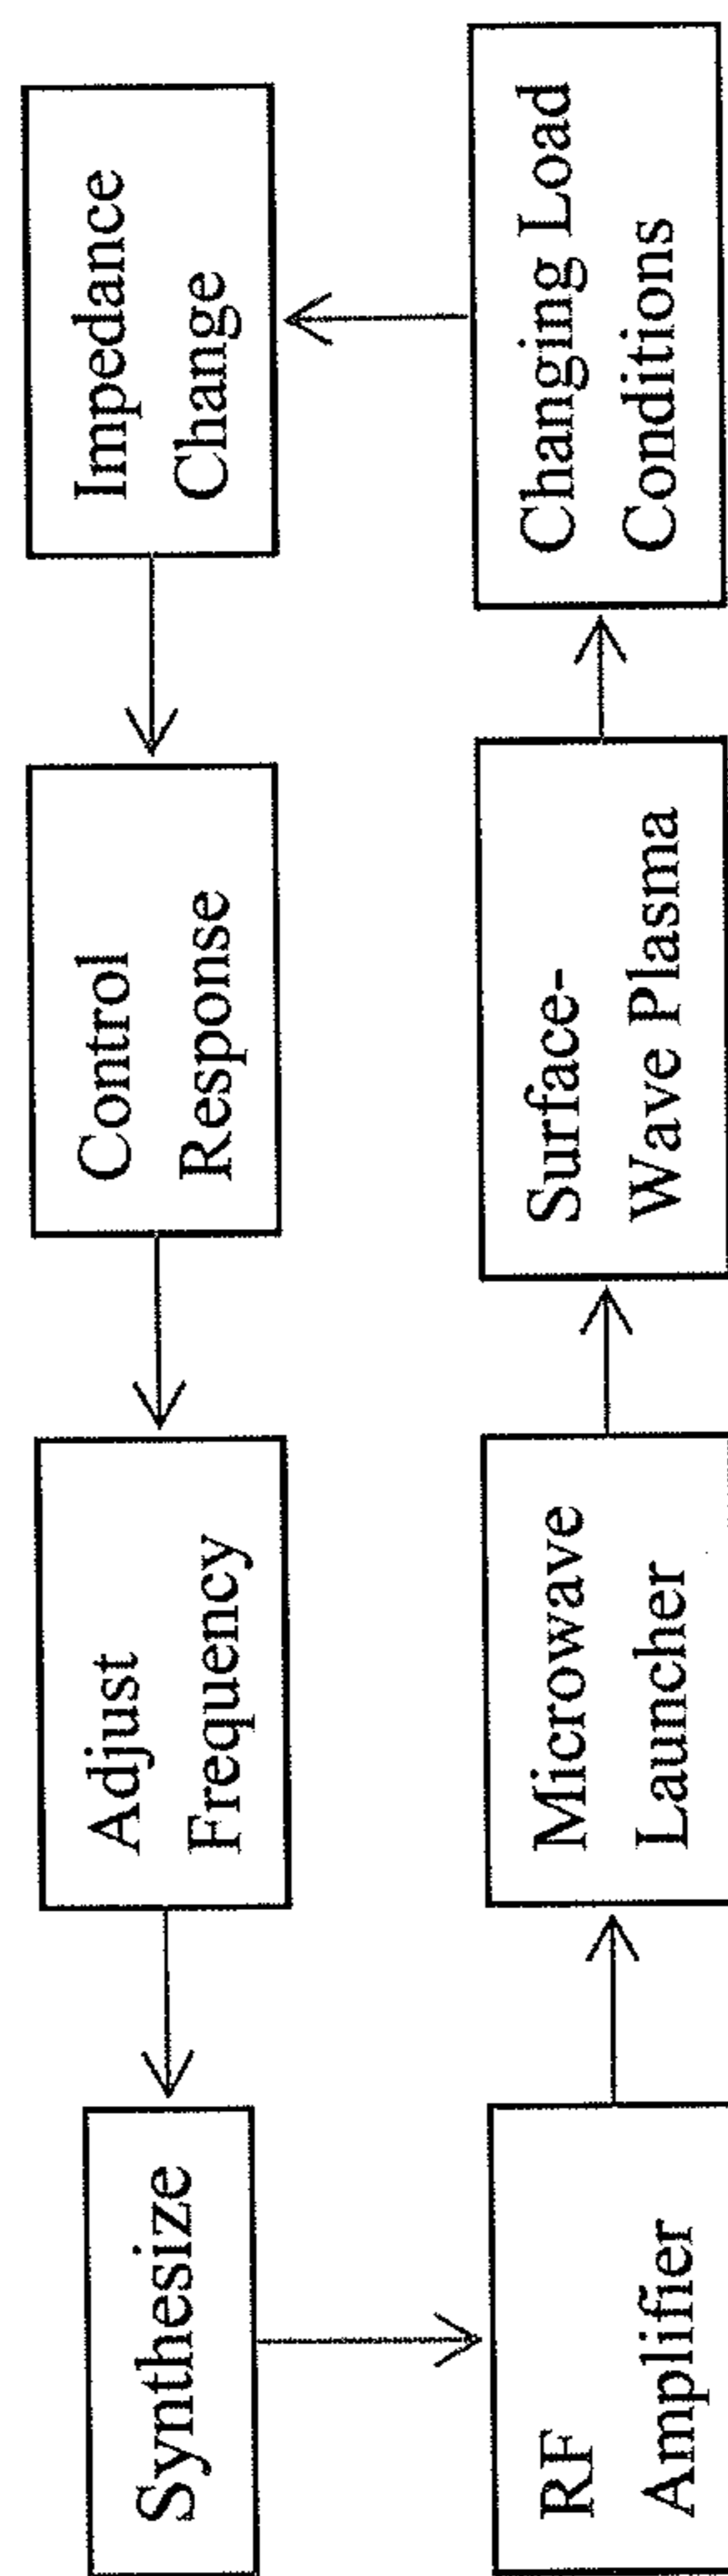 Impedance
Change
Control
Response
Adjust
Frequency
Synthesize
RF
Amplifier
Microwave
Launcher
Surface-
Wave Plasma
Changing Load
Conditions